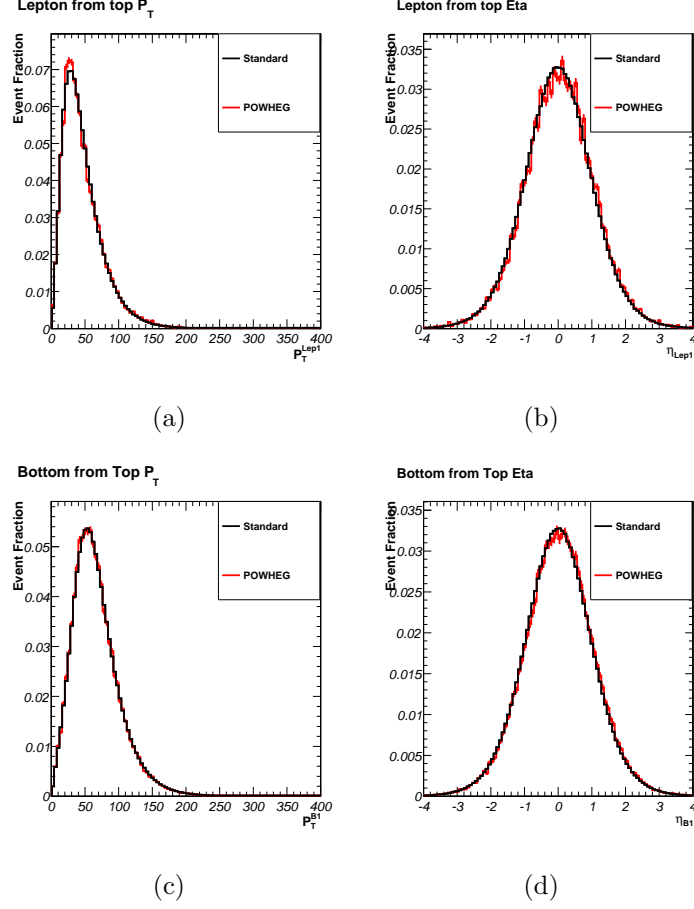 Lepton from top P_T
Event Fraction
Standard
POWHEG
0.07
0.06
0.05
0.04
0.03
0.02
0.01
0
0 50 100 150 200 250 300 350 400
P_T^Lep1
(a)
Lepton from top Eta
Event Fraction
Standard
POWHEG
0.035
0.03
0.025
0.02
0.015
0.01
0.005
0
-4 -3 -2 -1 0 1 2 3 4
η_Lep1
(b)
Bottom from Top P_T
Event Fraction
Standard
POWHEG
0.05
0.04
0.03
0.02
0.01
0
0 50 100 150 200 250 300 350 400
P_T^B1
(c)
Bottom from Top Eta
Event Fraction
Standard
POWHEG
0.035
0.03
0.025
0.02
0.015
0.01
0.005
0
-4 -3 -2 -1 0 1 2 3 4
η_B1
(d)